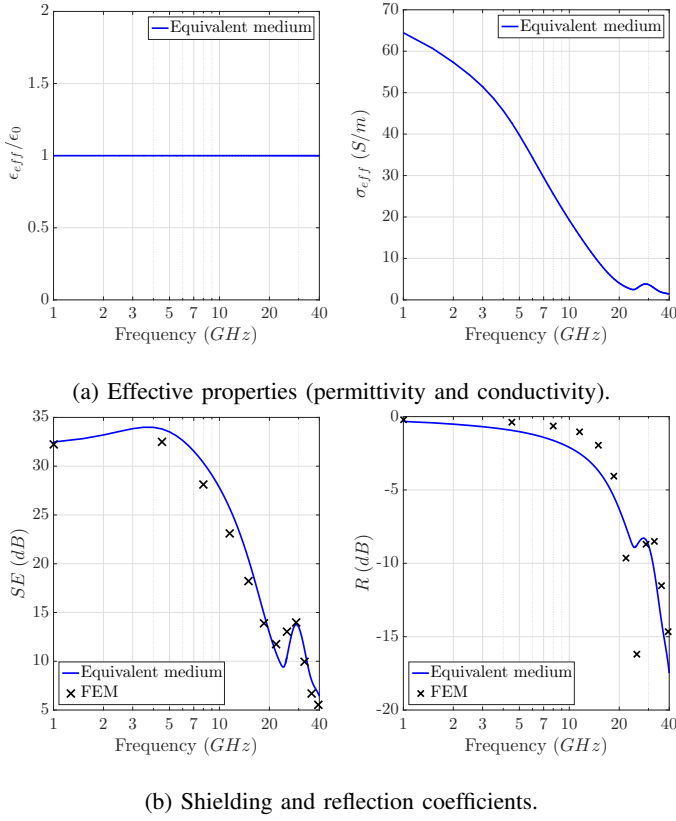 2
1.5
1
0.5
0
ϵ_eff/ϵ_0
Equivalent medium
1 2 3 5 7 10 20 40
Frequency (GHz)
70
60
50
40
30
20
10
0
σ_eff (S/m)
Equivalent medium
1 2 3 5 7 10 20 40
Frequency (GHz)
(a) Effective properties (permittivity and conductivity).
35
30
25
20
15
10
5
SE (dB)
Equivalent medium
FEM
1 2 3 5 7 10 20 40
Frequency (GHz)
0
-5
-10
-15
-20
R (dB)
Equivalent medium
FEM
1 2 3 5 7 10 20 40
Frequency (GHz)
(b) Shielding and reflection coefficients.